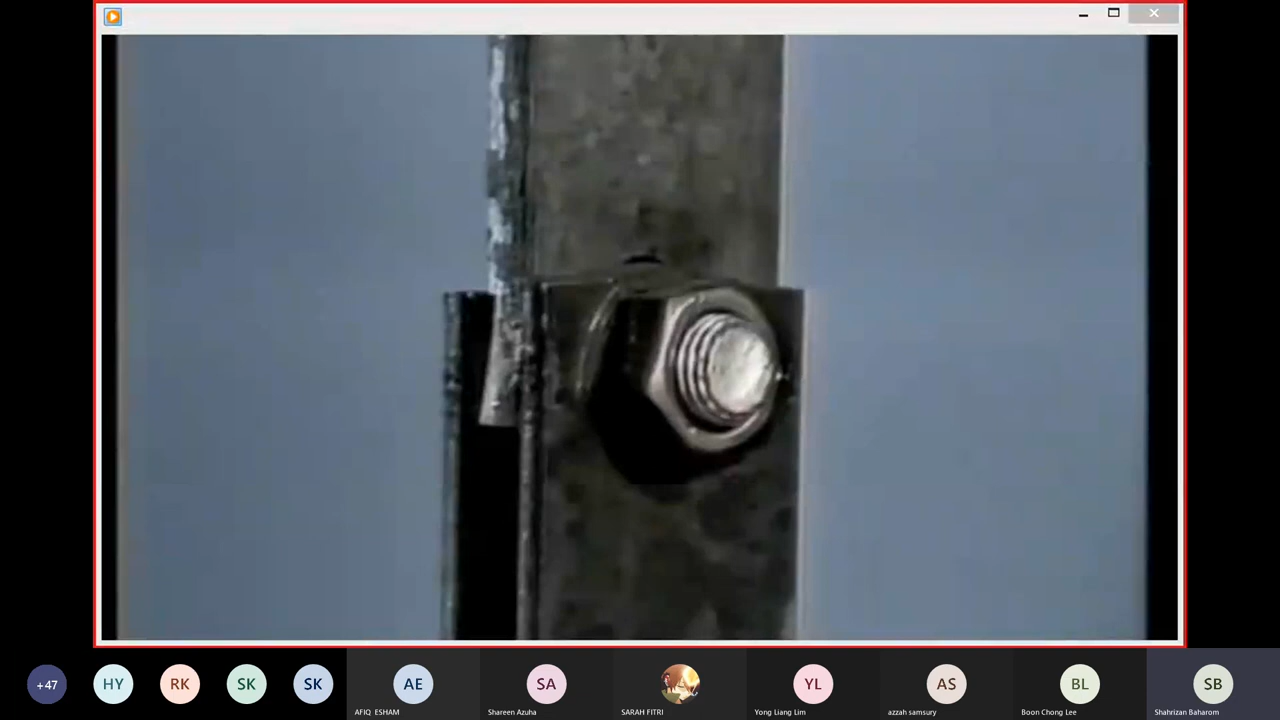 +47
HY
RK
SK
SK
AE
AFIQ ESHAM
SA
Shareen Azuha
SARAH FITRI
YL
Yong Liang Lim
AS
azzah samsury
BL
Boon Chong Lee
SB
Shahrizan Baharom